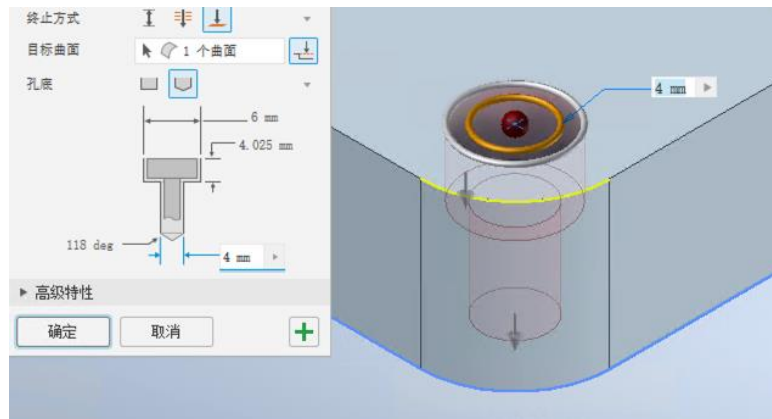 终止方式
目标曲面 1 个曲面
孔底
6 mm
4.025 mm
118 deg
4 mm
高级特性
确定 取消
4 mm